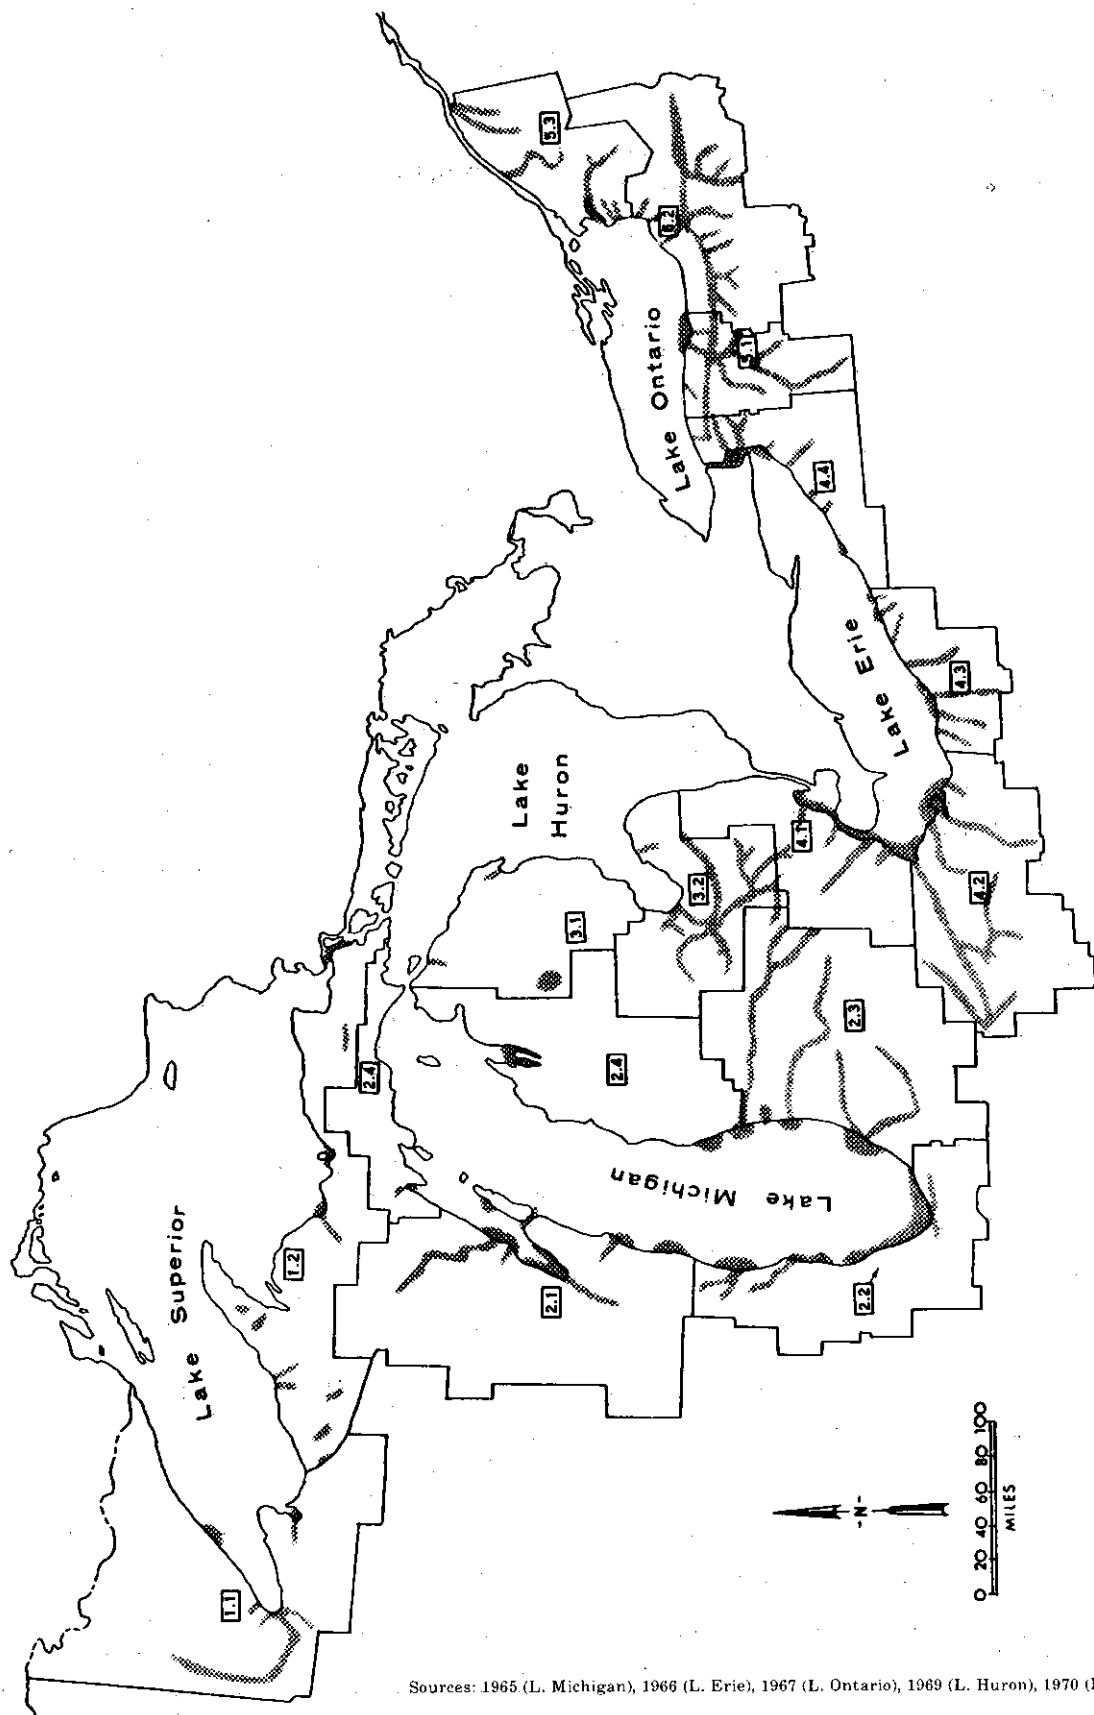 Lake Superior
Lake Huron
Lake Michigan
Lake Erie
Lake Ontario
1.1
1.2
2.1
2.2
2.3
2.4
2.4
3.1
3.2
4.1
4.2
4.3
4.4
5.1
5.3
-N-
0 20 40 60 80 100
MILES
Sources: 1965 (L. Michigan), 1966 (L. Erie), 1967 (L. Ontario), 1969 (L. Huron), 1970 (